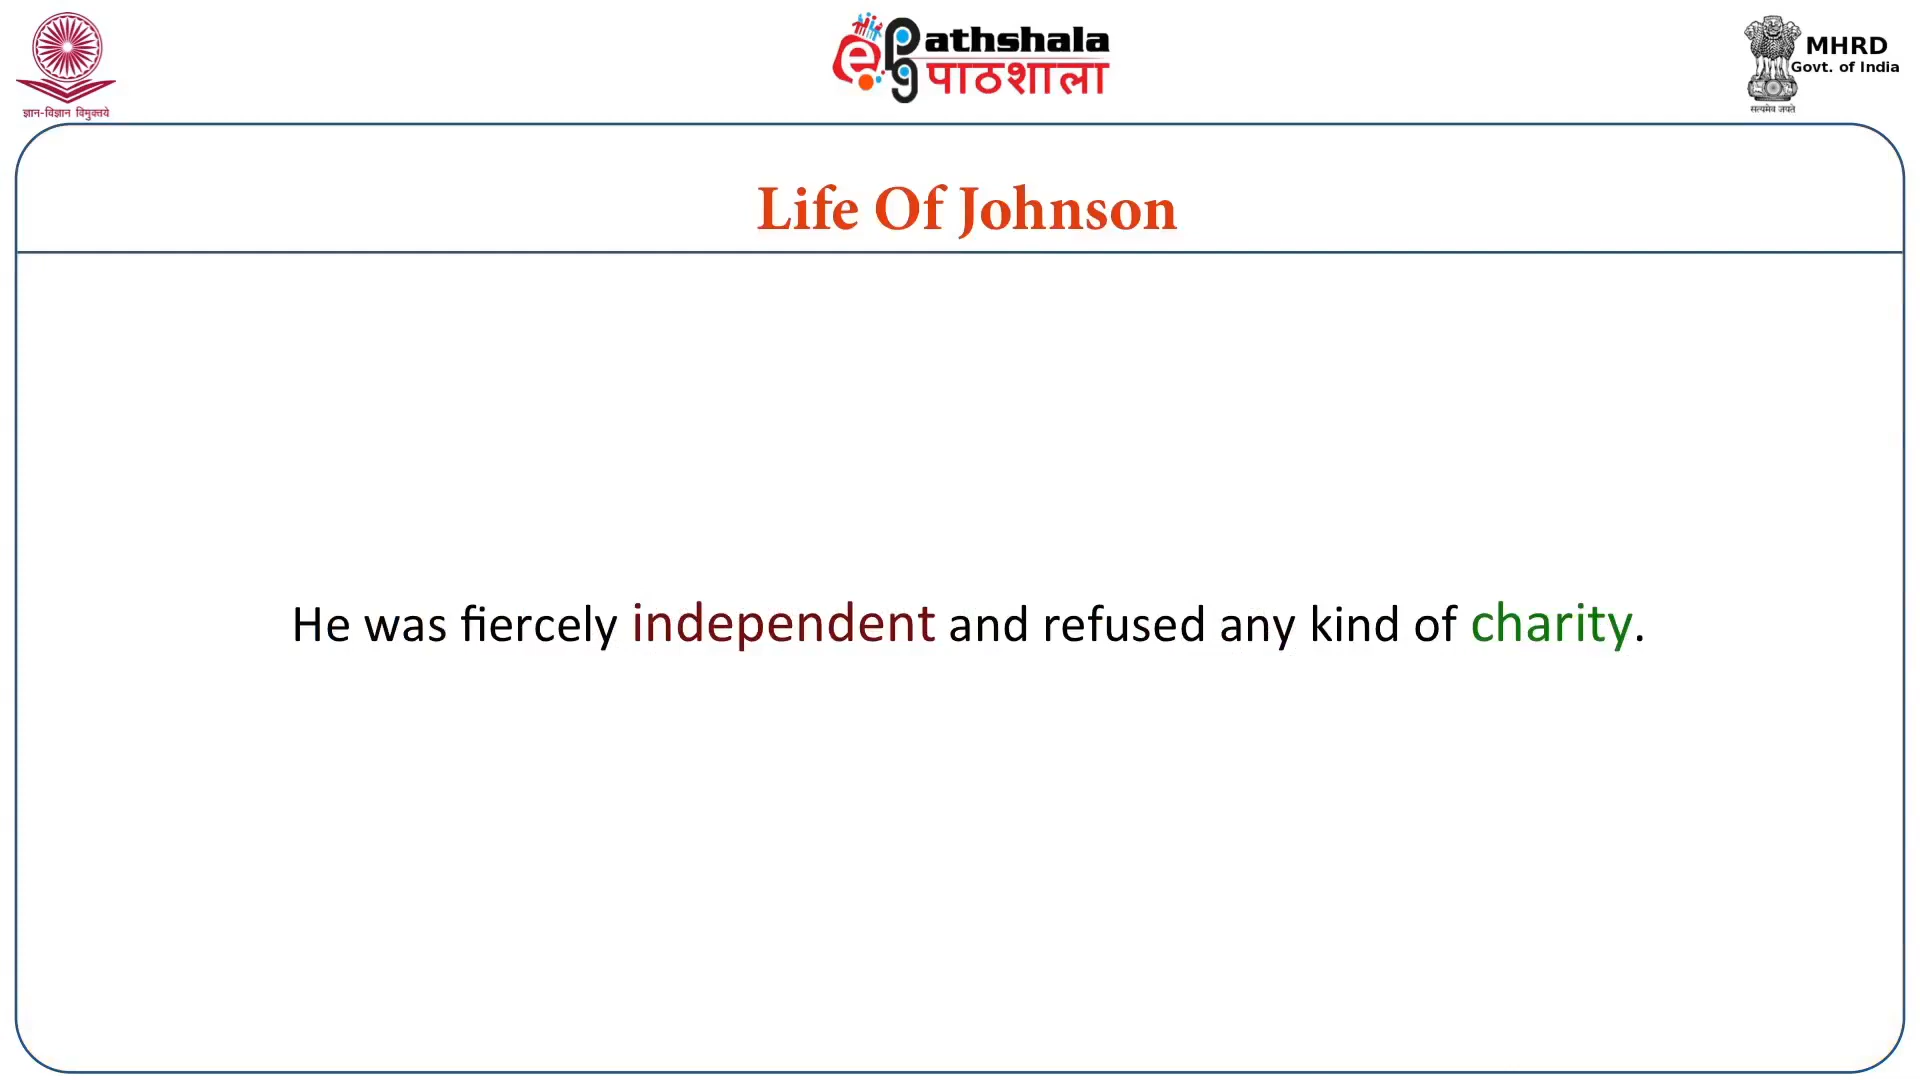 ज्ञान-विज्ञान विमुक्तये
e Pathshala
पाठशाला
MHRD
Govt. of India
सत्यमेव जयते
Life Of Johnson
He was fiercely independent and refused any kind of charity.